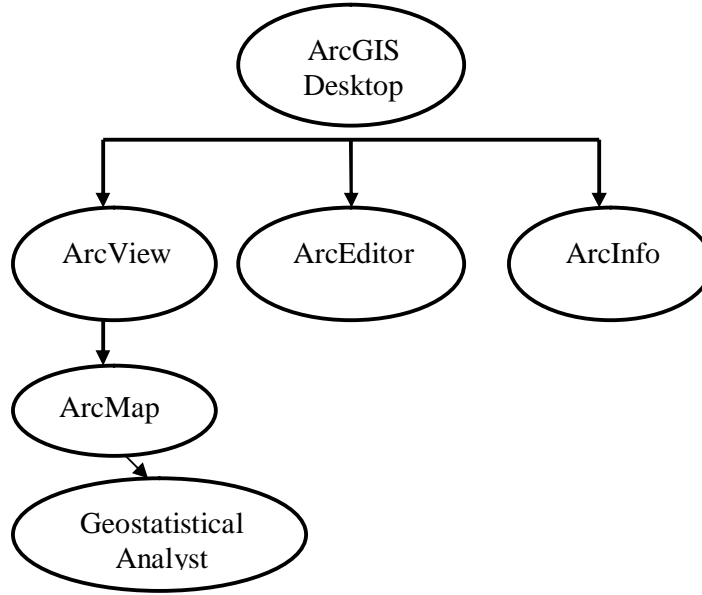 ArcGIS
Desktop
ArcView
ArcEditor
ArcInfo
ArcMap
Geostatistical
Analyst